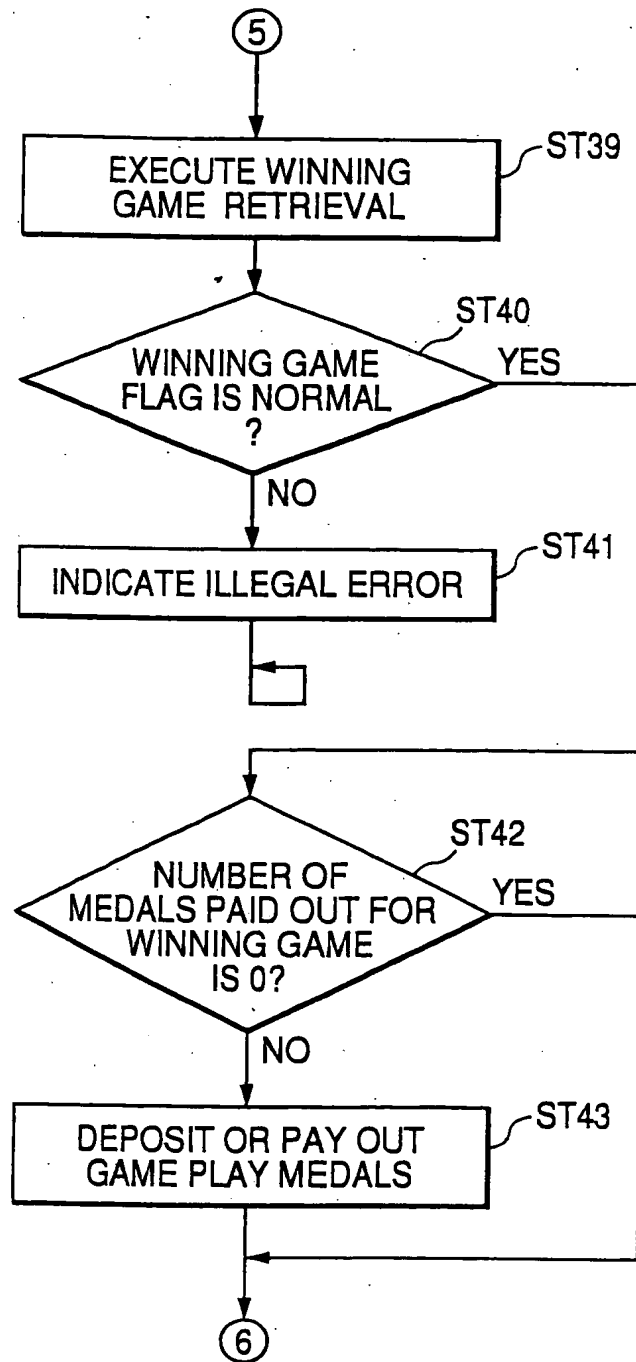 5
EXECUTE WINNING
GAME RETRIEVAL
ST39
WINNING GAME
FLAG IS NORMAL
?
ST40
YES
NO
INDICATE ILLEGAL ERROR
ST41
NUMBER OF
MEDALS PAID OUT FOR
WINNING GAME
IS 0?
ST42
YES
NO
DEPOSIT OR PAY OUT
GAME PLAY MEDALS
ST43
6